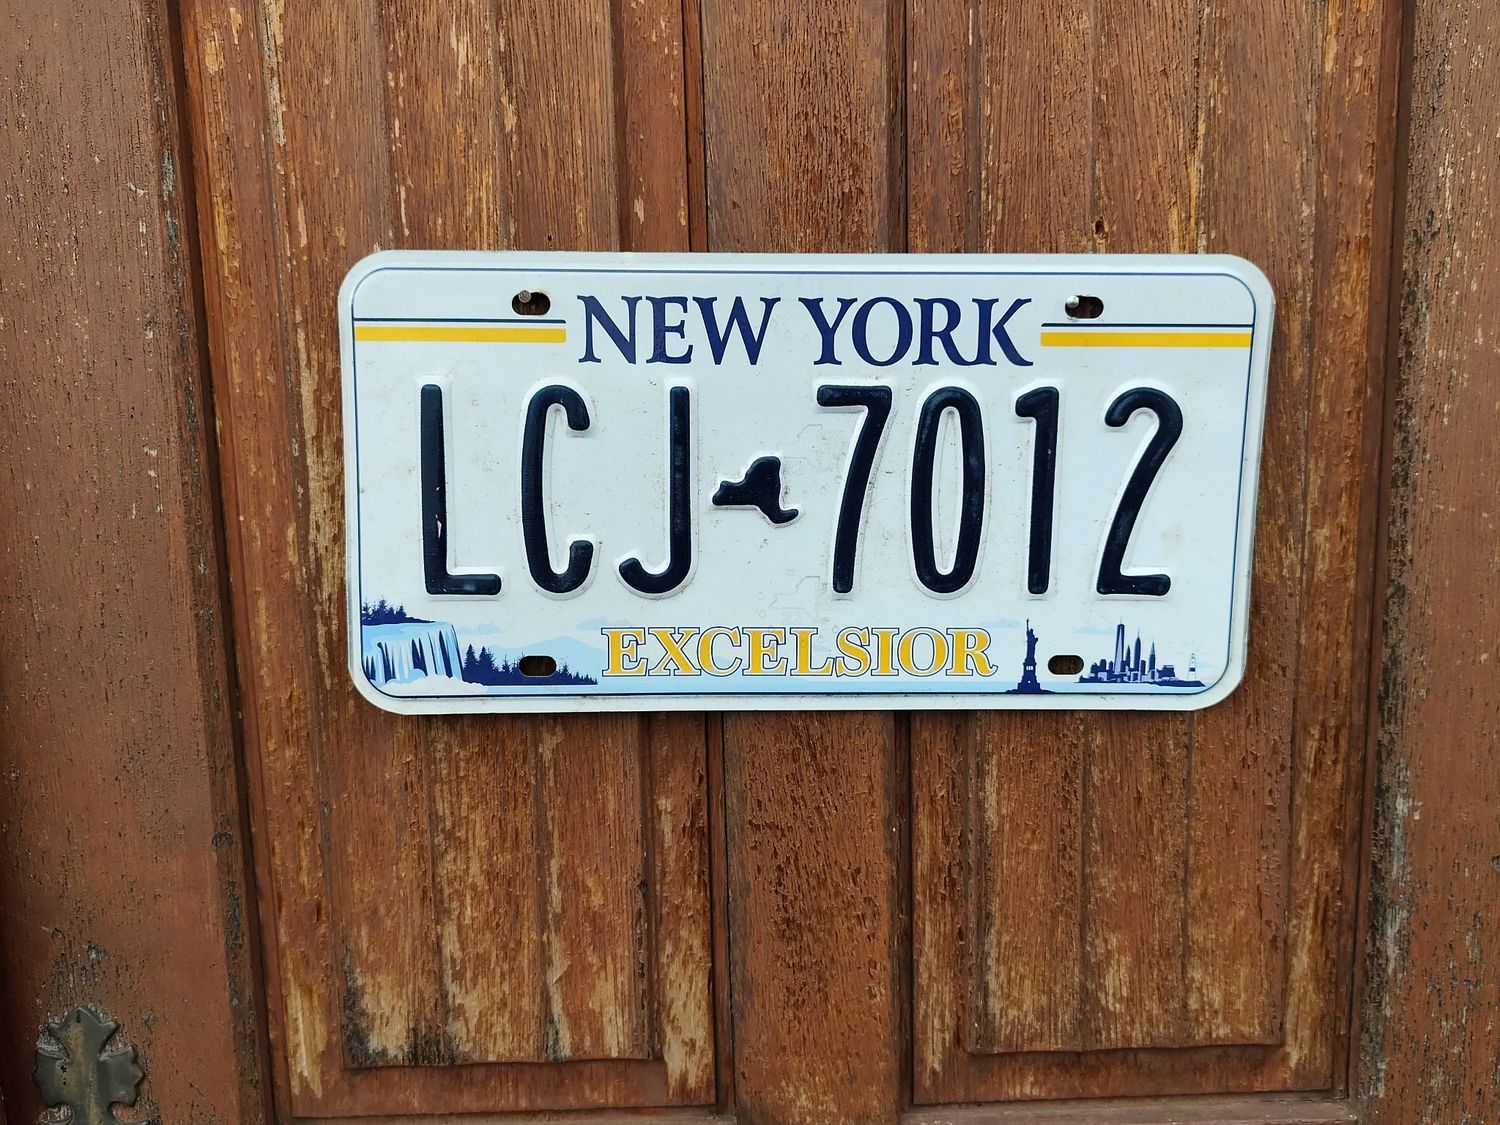 NEW YORK
LCJ 7012
EXCELSIOR